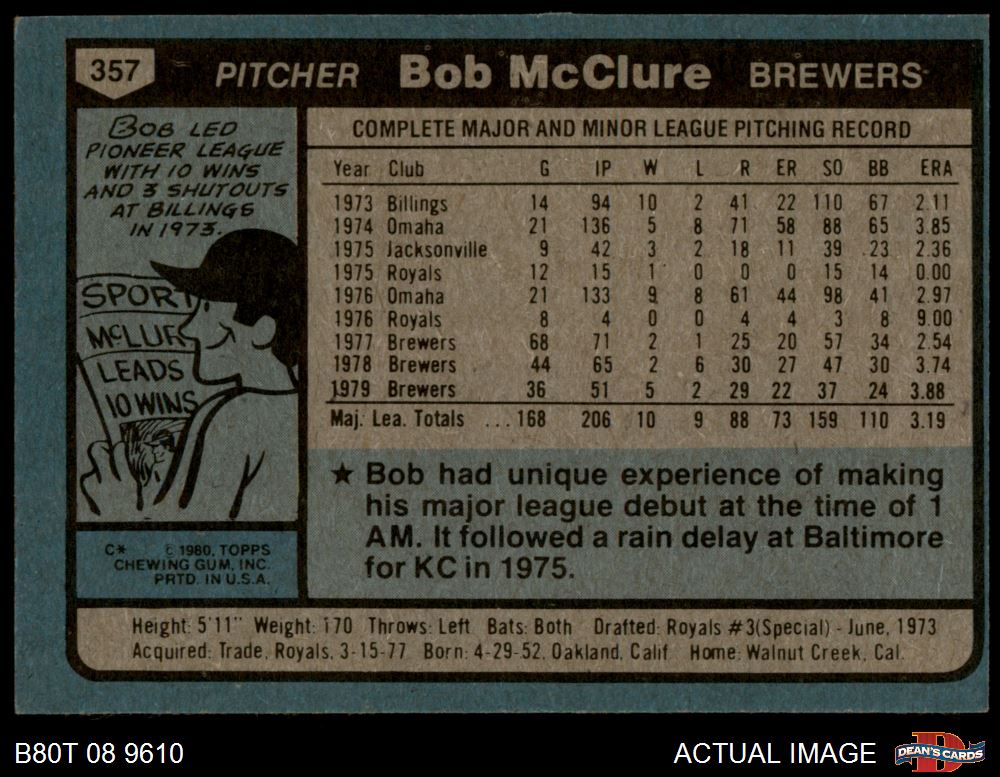 357 PITCHER Bob McClure BREWERS
BOB LED
PIONEER LEAGUE
WITH 10 WINS
AND 3 SHUTOUTS
AT BILLINGS
IN 1973.
SPORT
McCLUR
LEADS
10 WINS
C* © 1980, TOPPS
CHEWING GUM, INC.
PRTD. IN U.S.A.
COMPLETE MAJOR AND MINOR LEAGUE PITCHING RECORD
Year Club G IP W L R ER SO BB ERA
1973 Billings 14 94 10 2 41 22 110 67 2.11
1974 Omaha 21 136 5 8 71 58 88 65 3.85
1975 Jacksonville 9 42 3 2 18 11 39 23 2.36
1975 Royals 12 15 1 0 0 0 15 14 0.00
1976 Omaha 21 133 9 8 61 44 98 41 2.97
1976 Royals 8 4 0 0 4 4 3 8 9.00
1977 Brewers 68 71 2 1 25 20 57 34 2.54
1978 Brewers 44 65 2 6 30 27 47 30 3.74
1979 Brewers 36 51 5 2 29 22 37 24 3.88
Maj. Lea. Totals ...168 206 10 9 88 73 159 110 3.19
★ Bob had unique experience of making
his major league debut at the time of 1
AM. It followed a rain delay at Baltimore
for KC in 1975.
Height: 5'11" Weight: 170 Throws: Left Bats: Both Drafted: Royals #3(Special) - June, 1973
Acquired: Trade, Royals, 3-15-77 Born: 4-29-52, Oakland, Calif Home: Walnut Creek, Cal.
B80T 08 9610 ACTUAL IMAGE DEAN'S CARDS